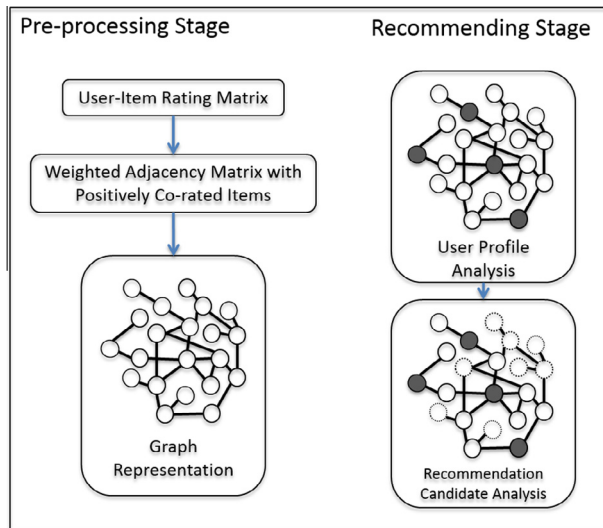 Pre-processing Stage
User-Item Rating Matrix
Weighted Adjacency Matrix with
Positively Co-rated Items
Graph
Representation
Recommending Stage
User Profile
Analysis
Recommendation
Candidate Analysis